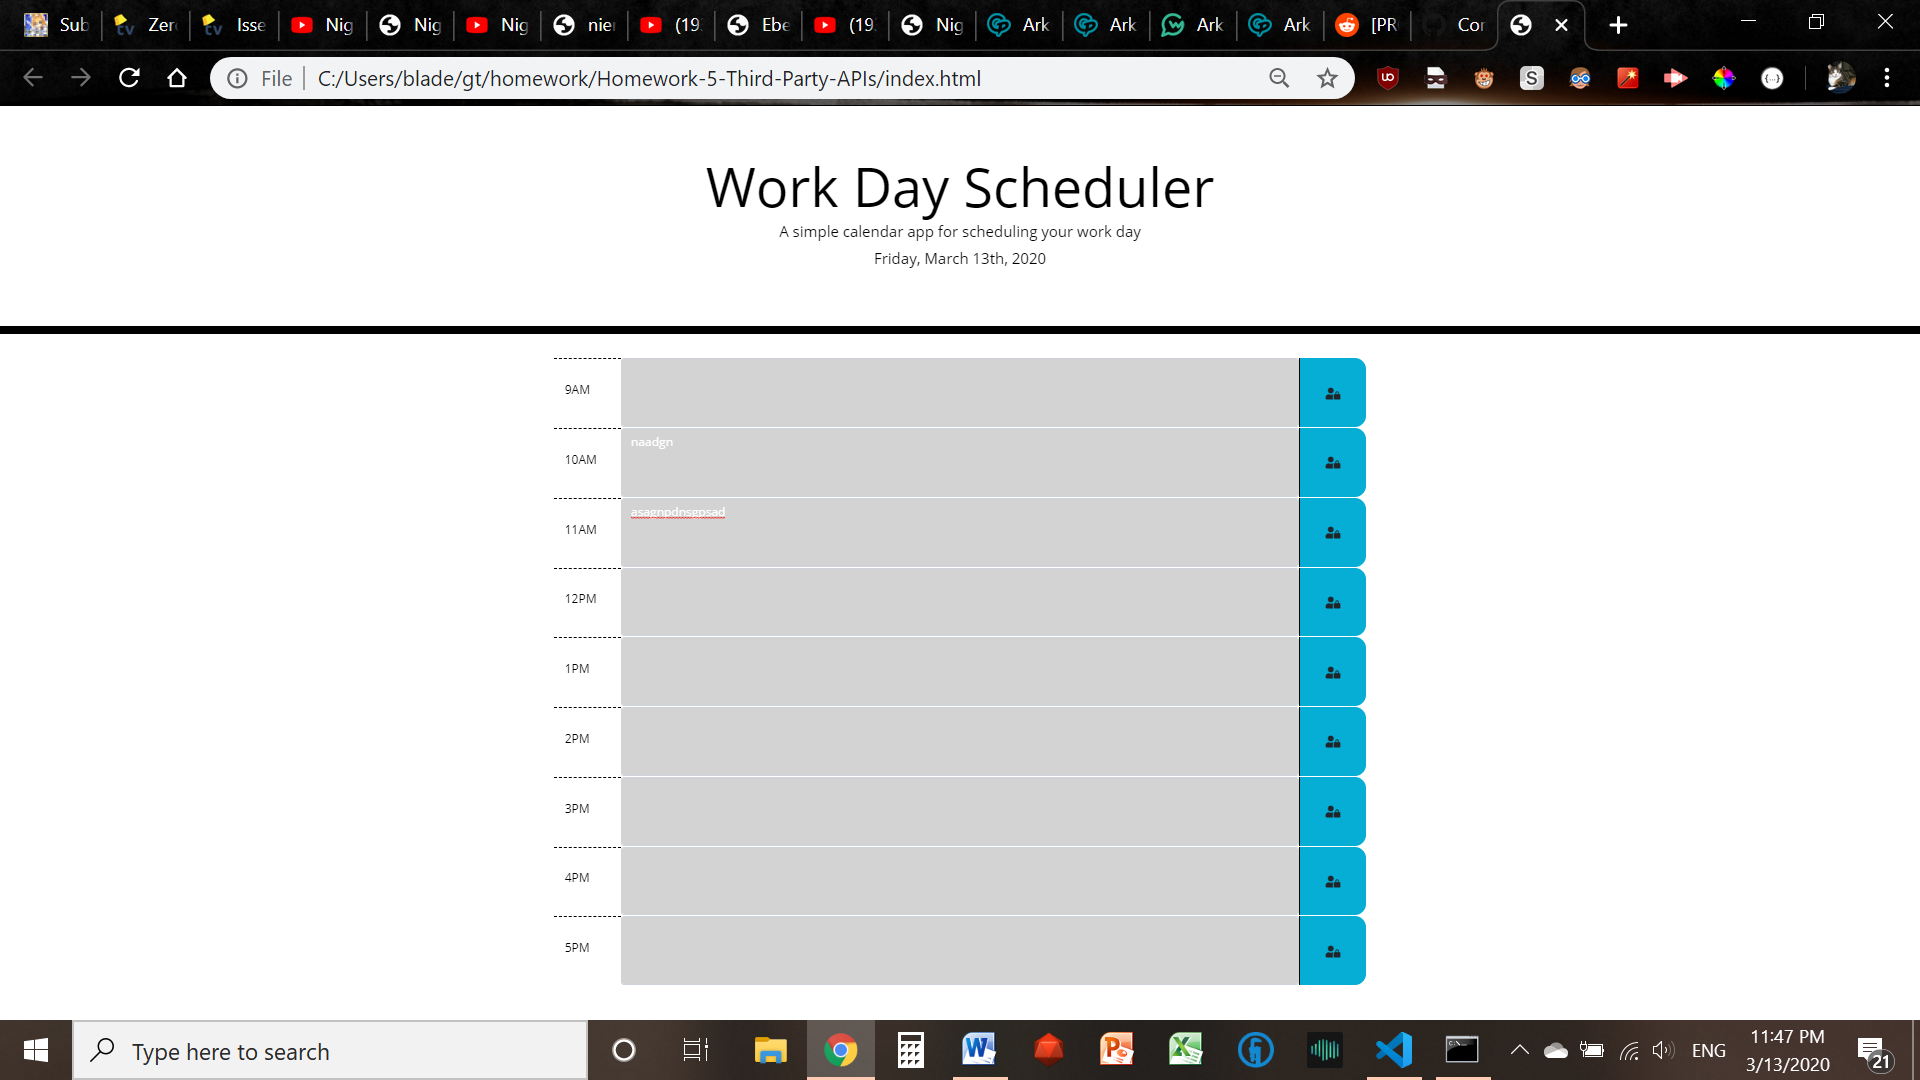 Sub
Zer
Isse
Nig
Nig
Nig
nier
(19
Ebe
(19
Nig
Ark
Ark
Ark
Ark
[PR
Cor
File
C:/Users/blade/gt/homework/Homework-5-Third-Party-APIs/index.html
Work Day Scheduler
A simple calendar app for scheduling your work day
Friday, March 13th, 2020
9AM
10AM naadgn
11AM asagnpdnsgpsad
12PM
1PM
2PM
3PM
4PM
5PM
Type here to search
ENG
11:47 PM
3/13/2020
21